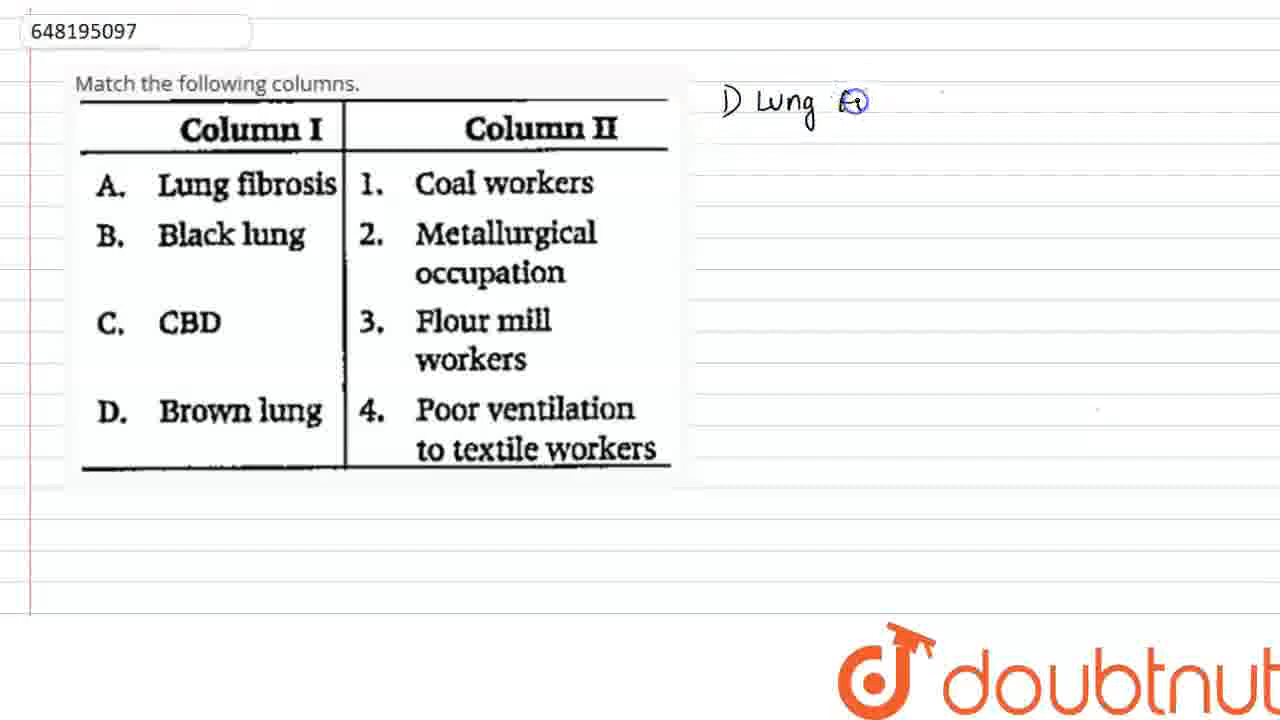 648195097
Match the following columns.
Column I Column II
A. Lung fibrosis 1. Coal workers
B. Black lung 2. Metallurgical
occupation
C. CBD 3. Flour mill
workers
D. Brown lung 4. Poor ventilation
to textile workers
Lung
doubtnut